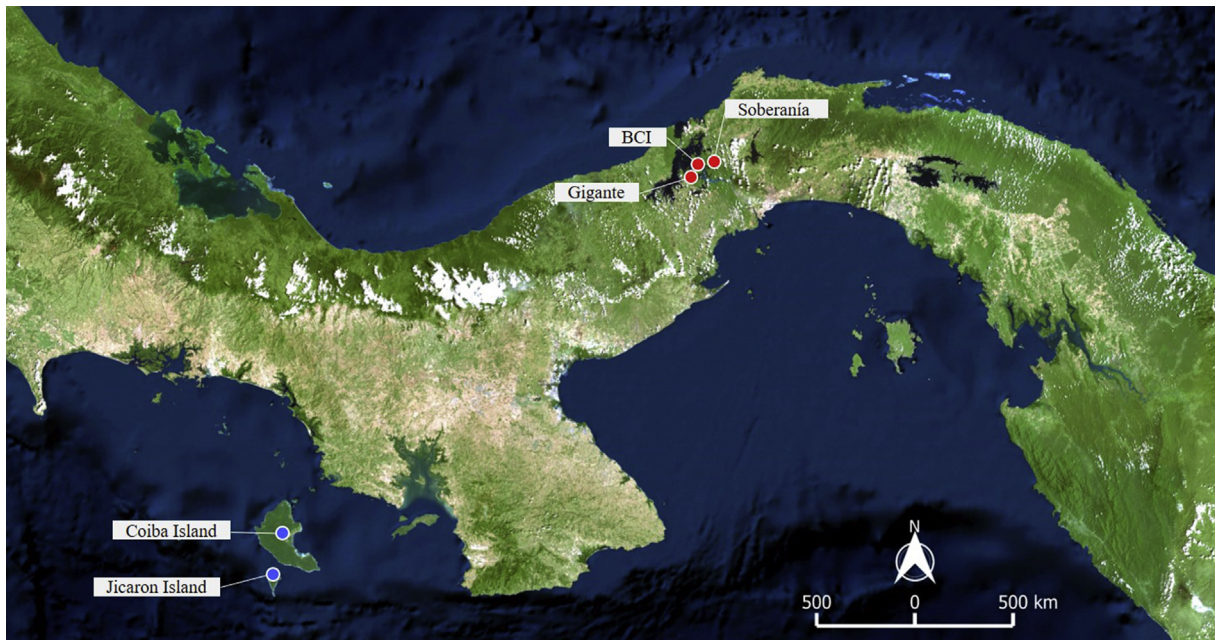 Soberanía
BCI
Gigante
Coiba Island
Jicaron Island
N
500 0 500 km